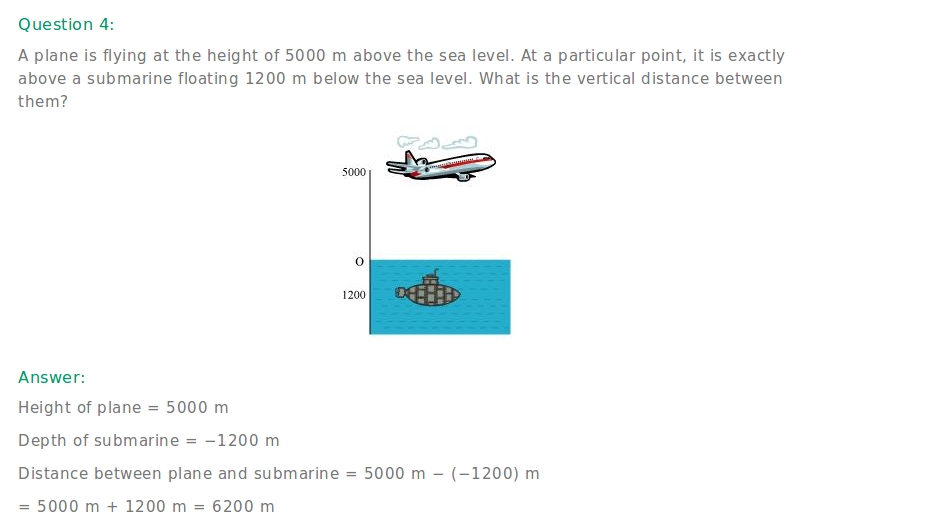 Question 4:
A plane is flying at the height of 5000 m above the sea level. At a particular point, it is exactly
above a submarine floating 1200 m below the sea level. What is the vertical distance between
them?
5000
O
1200
Answer:
Height of plane = 5000 m
Depth of submarine = −1200 m
Distance between plane and submarine = 5000 m − (−1200) m
= 5000 m + 1200 m = 6200 m